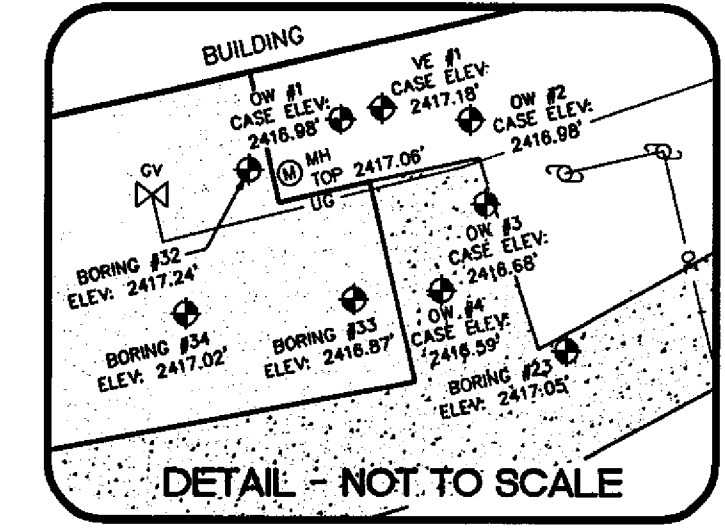 BUILDING
OW #1
CASE ELEV:
2416.98'
VE #1
CASE ELEV:
2417.18'
OW #2
CASE ELEV:
2416.98'
GV
M
MH
TOP 2417.06'
UG
BORING #32
ELEV: 2417.24'
OW #3
CASE ELEV:
2416.68'
BORING #34
ELEV: 2417.02'
BORING #33
ELEV: 2416.87'
OW #4
CASE ELEV:
2416.59'
BORING #23
ELEV: 2417.05'
DETAIL - NOT TO SCALE